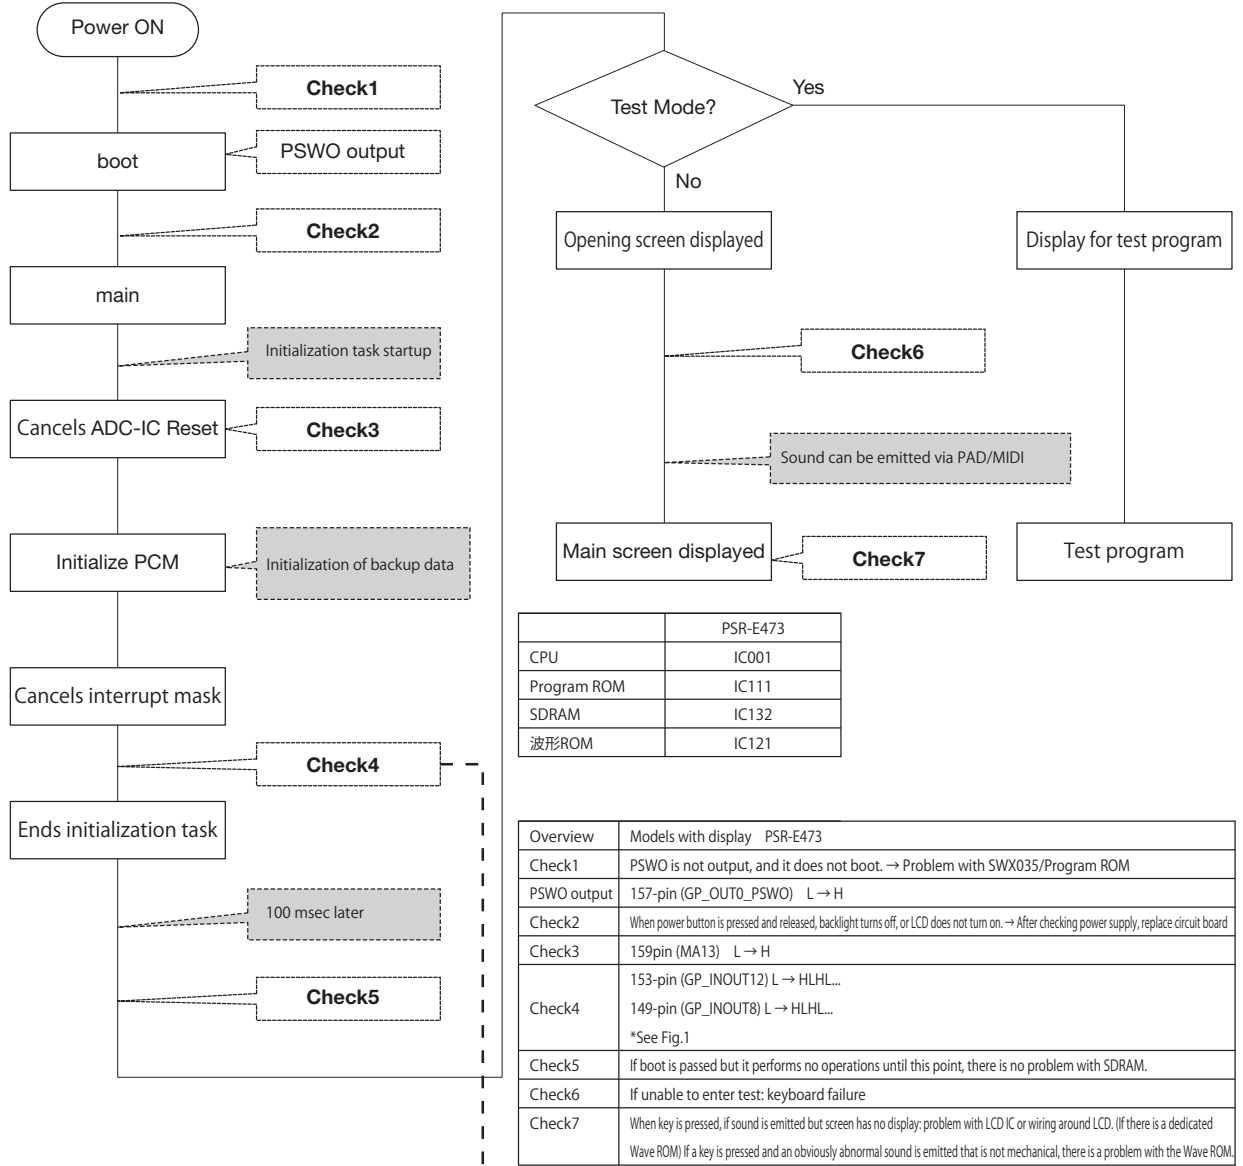 Power ON
Check1
boot
PSWO output
Check2
main
Initialization task startup
Cancels ADC-IC Reset
Check3
Initialize PCM
Initialization of backup data
Cancels interrupt mask
Check4
Ends initialization task
100 msec later
Check5
Test Mode?
Yes
No
Opening screen displayed
Display for test program
Check6
Sound can be emitted via PAD/MIDI
Main screen displayed
Check7
Test program
PSR-E473
CPU IC001
Program ROM IC111
SDRAM IC132
波形ROM IC121
Overview Models with display PSR-E473
Check1 PSWO is not output, and it does not boot. → Problem with SWX035/Program ROM
PSWO output 157-pin (GP_OUT0_PSWO) L → H
Check2 When power button is pressed and released, backlight turns off, or LCD does not turn on. → After checking power supply, replace circuit board
Check3 159pin (MA13) L → H
Check4
153-pin (GP_INOUT12) L → HLHL...
149-pin (GP_INOUT8) L → HLHL...
*See Fig.1
Check5 If boot is passed but it performs no operations until this point, there is no problem with SDRAM.
Check6 If unable to enter test: keyboard failure
Check7 When key is pressed, if sound is emitted but screen has no display: problem with LCD IC or wiring around LCD. (If there is a dedicated
Wave ROM) If a key is pressed and an obviously abnormal sound is emitted that is not mechanical, there is a problem with the Wave ROM.